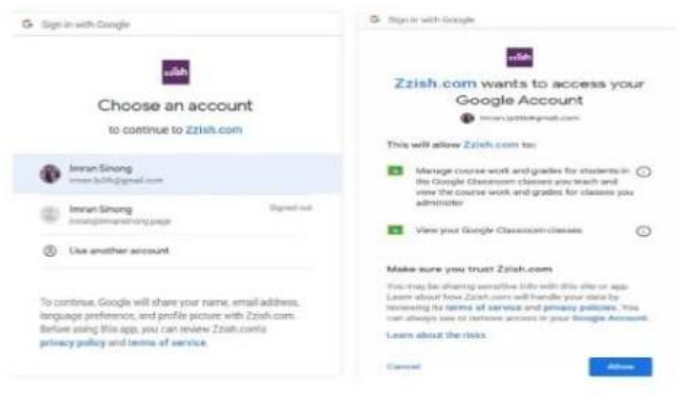 Sign in with Google
zzish
Choose an account
to continue to Zzish.com
Imran Sinong
Imran Sinong
Signed out
Use another account
To continue, Google will share your name, email address,
language preference, and profile picture with Zzish.com.
Before using this app, you can review Zzish.com's
privacy policy and terms of service.
Sign in with Google
zzish
Zzish.com wants to access your
Google Account
This will allow Zzish.com to:
Manage course work and grades for students in
the Google Classroom classes you teach and
view the course work and grades for classes you
administer
View your Google Classroom classes
Make sure you trust Zzish.com
You may be sharing sensitive info with this site or app.
Learn about how Zzish.com will handle your data by
reviewing its terms of service and privacy policies. You
can always see or remove access in your Google Account.
Learn about the risks
Cancel
Allow